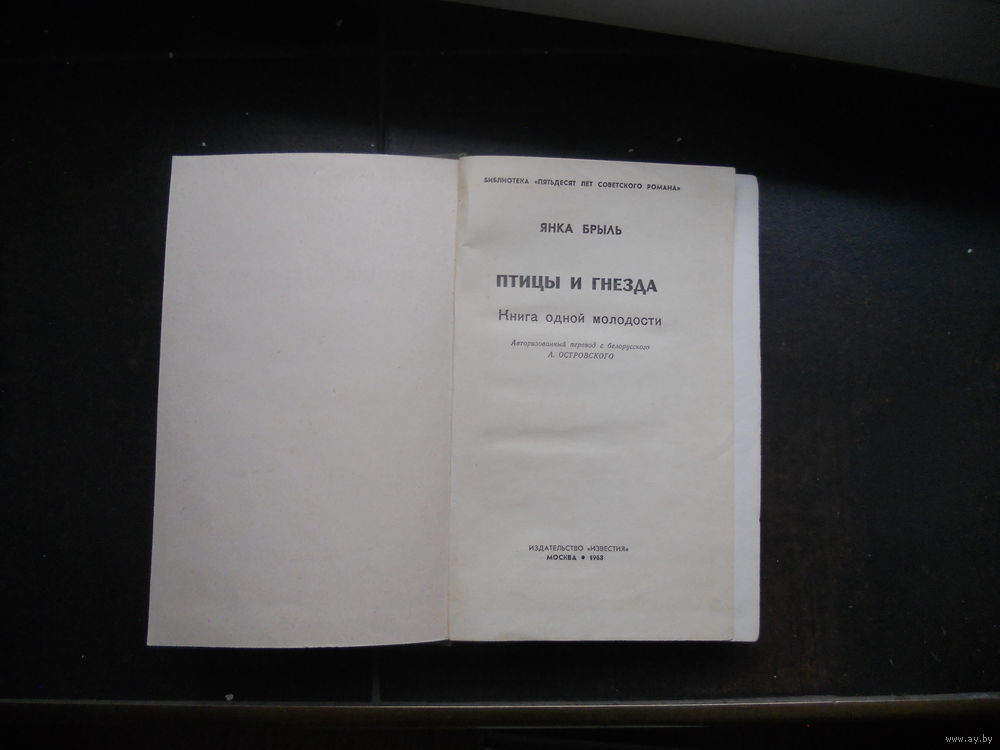 БИБЛИОТЕКА «ПЯТЬДЕСЯТ ЛЕТ СОВЕТСКОГО РОМАНА»
ЯНКА БРЫЛЬ
ПТИЦЫ И ГНЕЗДА
Книга одной молодости
Авторизованный перевод с белорусского
А. ОСТРОВСКОГО
ИЗДАТЕЛЬСТВО «ИЗВЕСТИЯ»
МОСКВА • 1968
www.ay.by